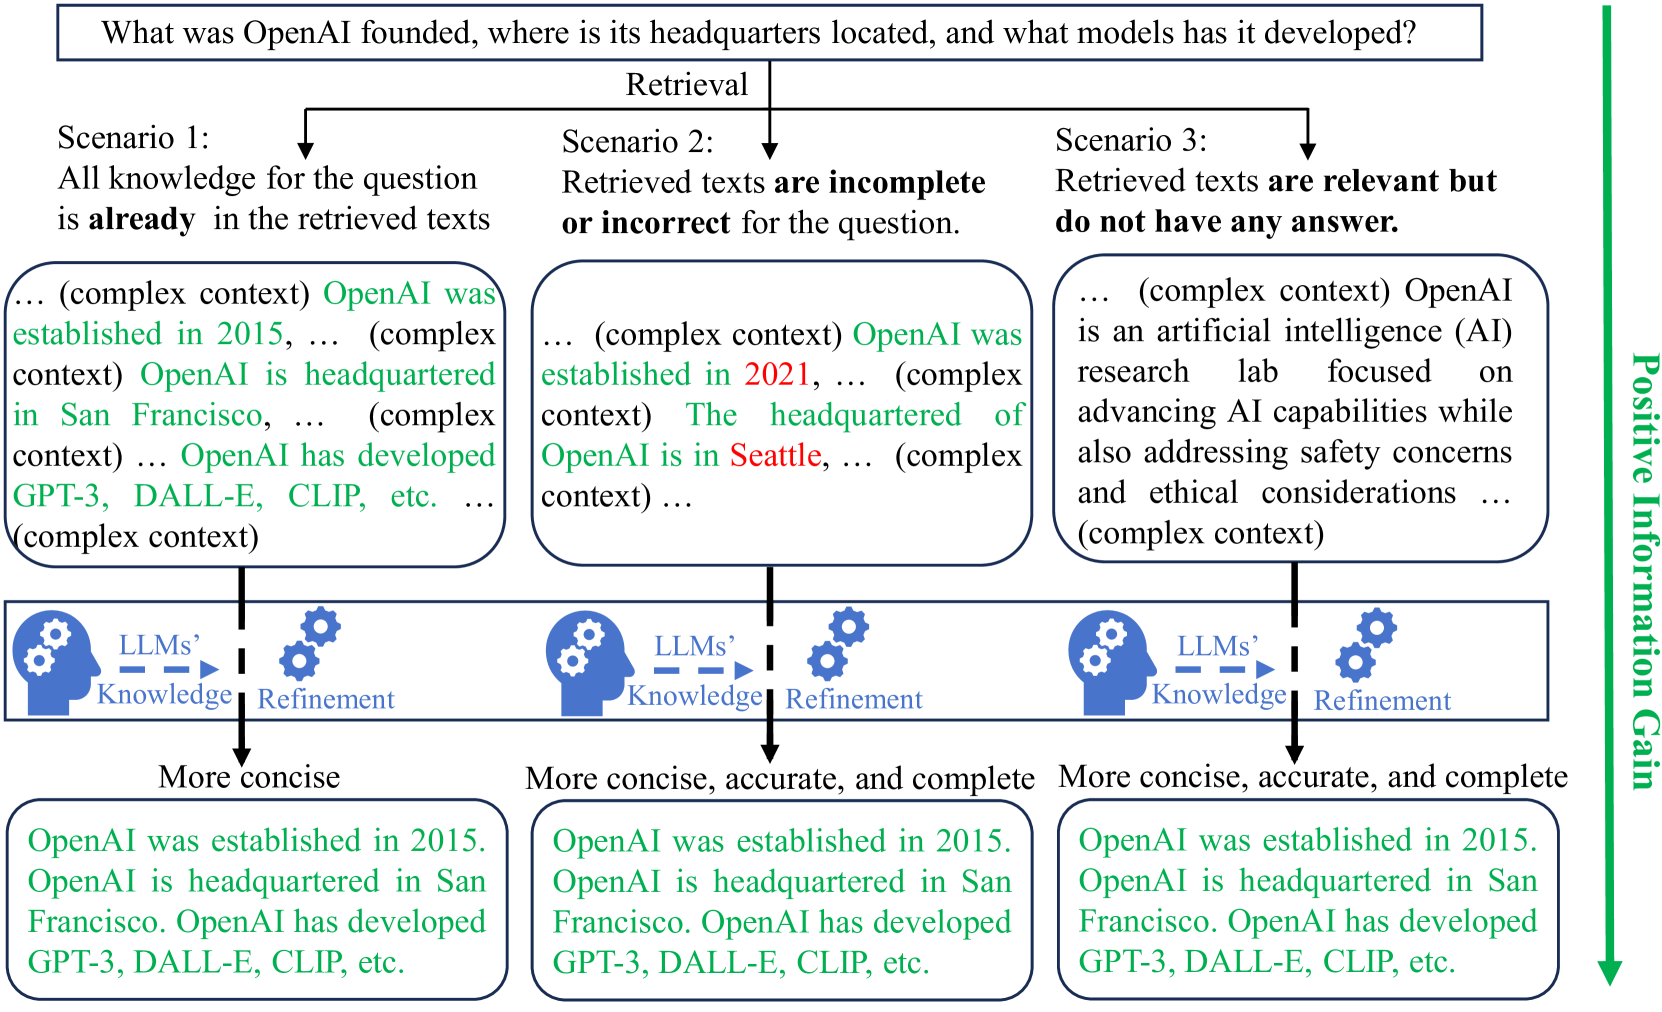 What was OpenAI founded, where is its headquarters located, and what models has it developed?
Retrieval
Scenario 1:
All knowledge for the question
is already in the retrieved texts
Scenario 2:
Retrieved texts are incomplete
or incorrect for the question.
Scenario 3:
Retrieved texts are relevant but
do not have any answer.
… (complex context) OpenAI was
established in 2015, … (complex
context) OpenAI is headquartered
in San Francisco, … (complex
context) … OpenAI has developed
GPT-3, DALL-E, CLIP, etc. …
(complex context)
… (complex context) OpenAI was
established in 2021, … (complex
context) The headquartered of
OpenAI is in Seattle, … (complex
context) …
… (complex context) OpenAI
is an artificial intelligence (AI)
research lab focused on
advancing AI capabilities while
also addressing safety concerns
and ethical considerations …
(complex context)
LLMs’
Knowledge
Refinement
LLMs’
Knowledge
Refinement
LLMs’
Knowledge
Refinement
More concise
More concise, accurate, and complete
More concise, accurate, and complete
OpenAI was established in 2015.
OpenAI is headquartered in San
Francisco. OpenAI has developed
GPT-3, DALL-E, CLIP, etc.
OpenAI was established in 2015.
OpenAI is headquartered in San
Francisco. OpenAI has developed
GPT-3, DALL-E, CLIP, etc.
OpenAI was established in 2015.
OpenAI is headquartered in San
Francisco. OpenAI has developed
GPT-3, DALL-E, CLIP, etc.
Positive Information Gain